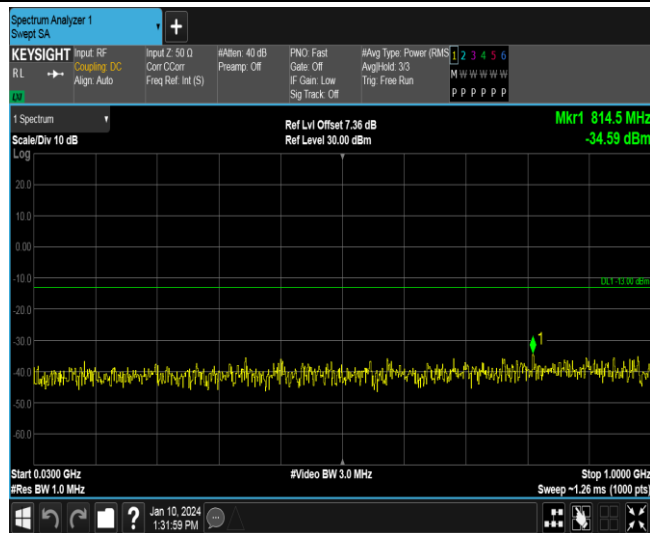 Spectrum Analyzer 1
Swept SA
+
KEYSIGHT
RL
Input: RF
Coupling: DC
Align: Auto
Input Z: 50 Ω
Corr CCorr
Freq Ref: Int (S)
#Atten: 40 dB
Preamp: Off
PNO: Fast
Gate: Off
IF Gain: Low
Sig Track: Off
#Avg Type: Power (RMS
Avg|Hold: 3/3
Trig: Free Run
1 2 3 4 5 6
M W W W W W
P P P P P P
1 Spectrum
Scale/Div 10 dB
Log
Ref Lvl Offset 7.36 dB
Ref Level 30.00 dBm
Mkr1 814.5 MHz
-34.59 dBm
20.0
10.0
0.00
-10.0
DL1 -13.00 dBm
-20.0
-30.0
1
-40.0
-50.0
-60.0
Start 0.0300 GHz
#Res BW 1.0 MHz
#Video BW 3.0 MHz
Stop 1.0000 GHz
Sweep ~1.26 ms (1000 pts)
?
Jan 10, 2024
1:31:59 PM